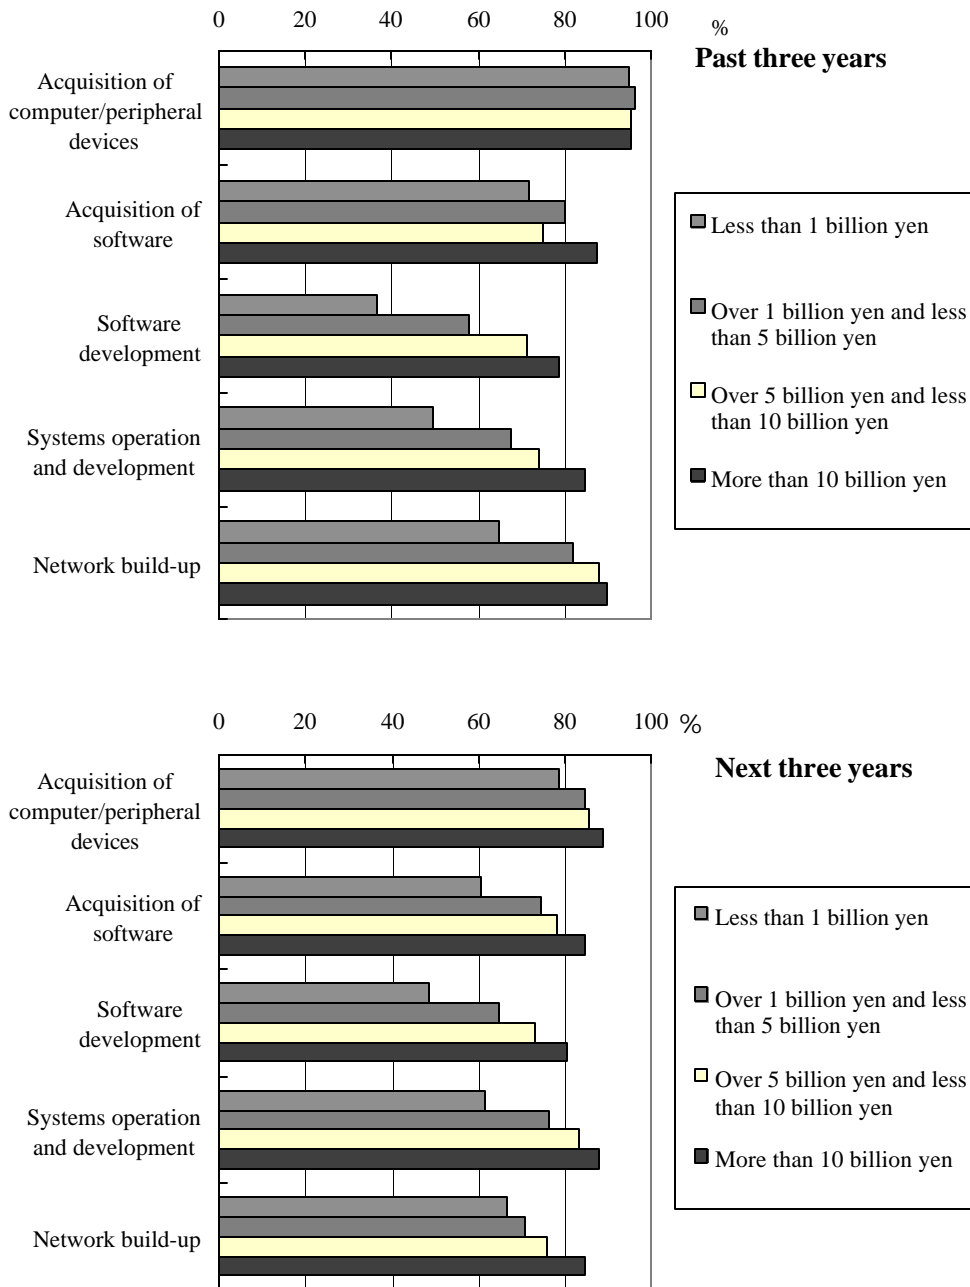 0 20 40 60 80 100 %
Past three years
Acquisition of
computer/peripheral
devices
Acquisition of
software
Software
development
Systems operation
and development
Network build-up
Less than 1 billion yen
Over 1 billion yen and less
than 5 billion yen
Over 5 billion yen and less
than 10 billion yen
More than 10 billion yen
0 20 40 60 80 100 %
Next three years
Acquisition of
computer/peripheral
devices
Acquisition of
software
Software
development
Systems operation
and development
Network build-up
Less than 1 billion yen
Over 1 billion yen and less
than 5 billion yen
Over 5 billion yen and less
than 10 billion yen
More than 10 billion yen